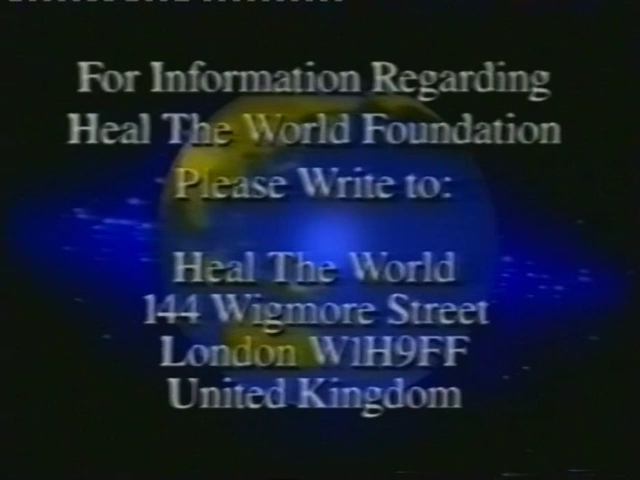 For Information Regarding
Heal The World Foundation
Please Write to:
Heal The World
144 Wigmore Street
London W1H9FF
United Kingdom